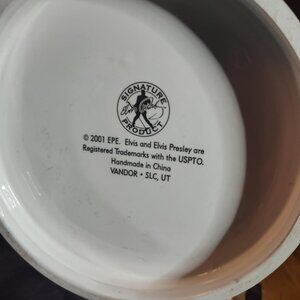 SIGNATURE
PRODUCT
© 2001 EPE. Elvis and Elvis Presley are
Registered Trademarks with the USPTO.
Handmade in China
VANDOR • SLC, UT